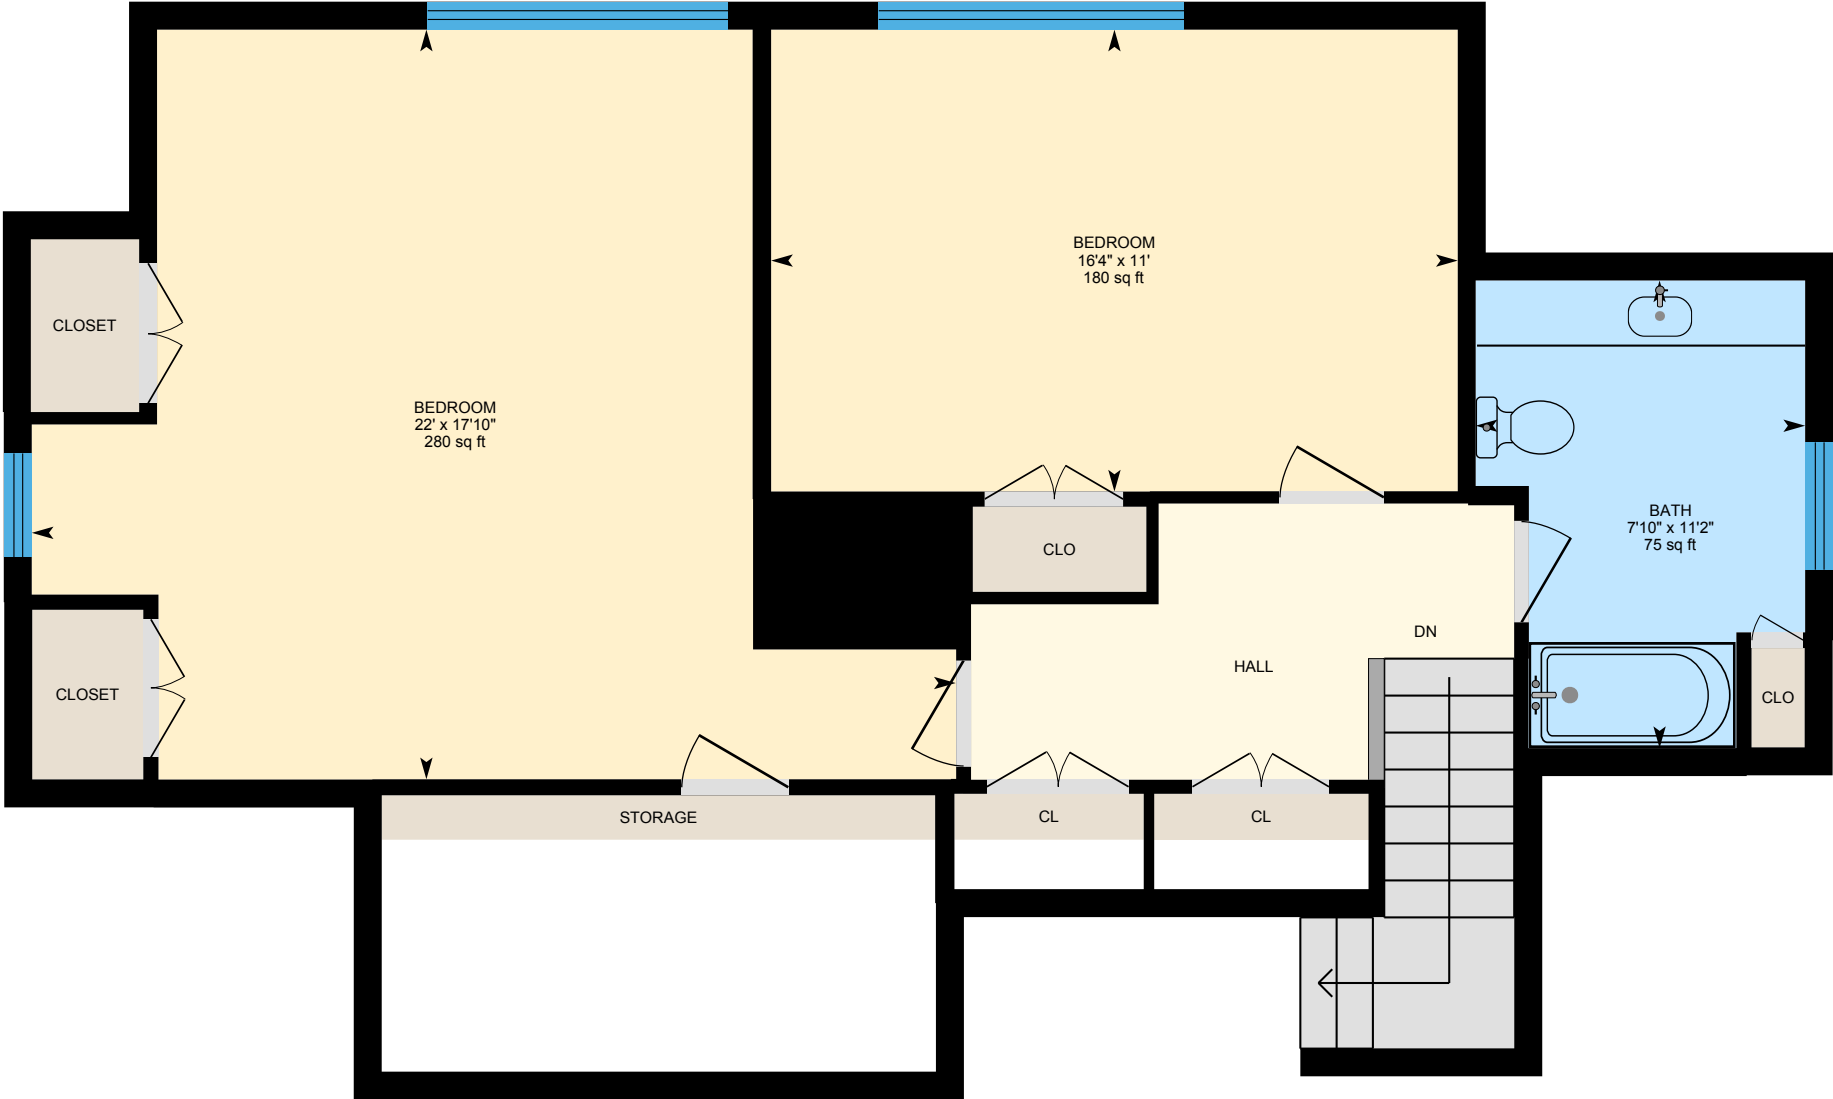 BEDROOM
16'4" x 11'
180 sq ft
CLOSET
BEDROOM
22' x 17'10"
280 sq ft
BATH
7'10" x 11'2"
75 sq ft
CLO
DN
HALL
CLOSET
CLO
STORAGE
CL
CL